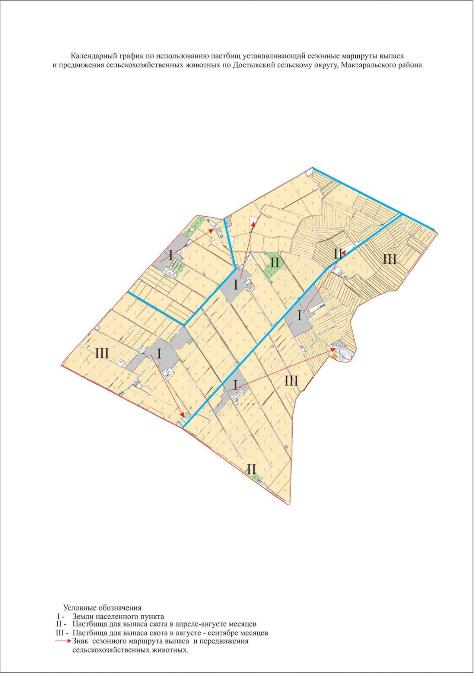 Календарный график по использованию пастбищ устанавливающий сезонные маршруты выпаса
и предвижения сельскохозяйственных животных по Достыкский сельскому округу, Мактаральского района
I
II
III
I
II
I
III
I
I
III
II
Условные обозначения
I - Земли населенного пункта
II - Пастбища для выпаса скота в апреле-августе месяцев
III - Пастбища для выпаса скота в августе - сентябре месяцев
Знак сезонного маршрута выпаса и передвижения
сельскохозяйственных животных.